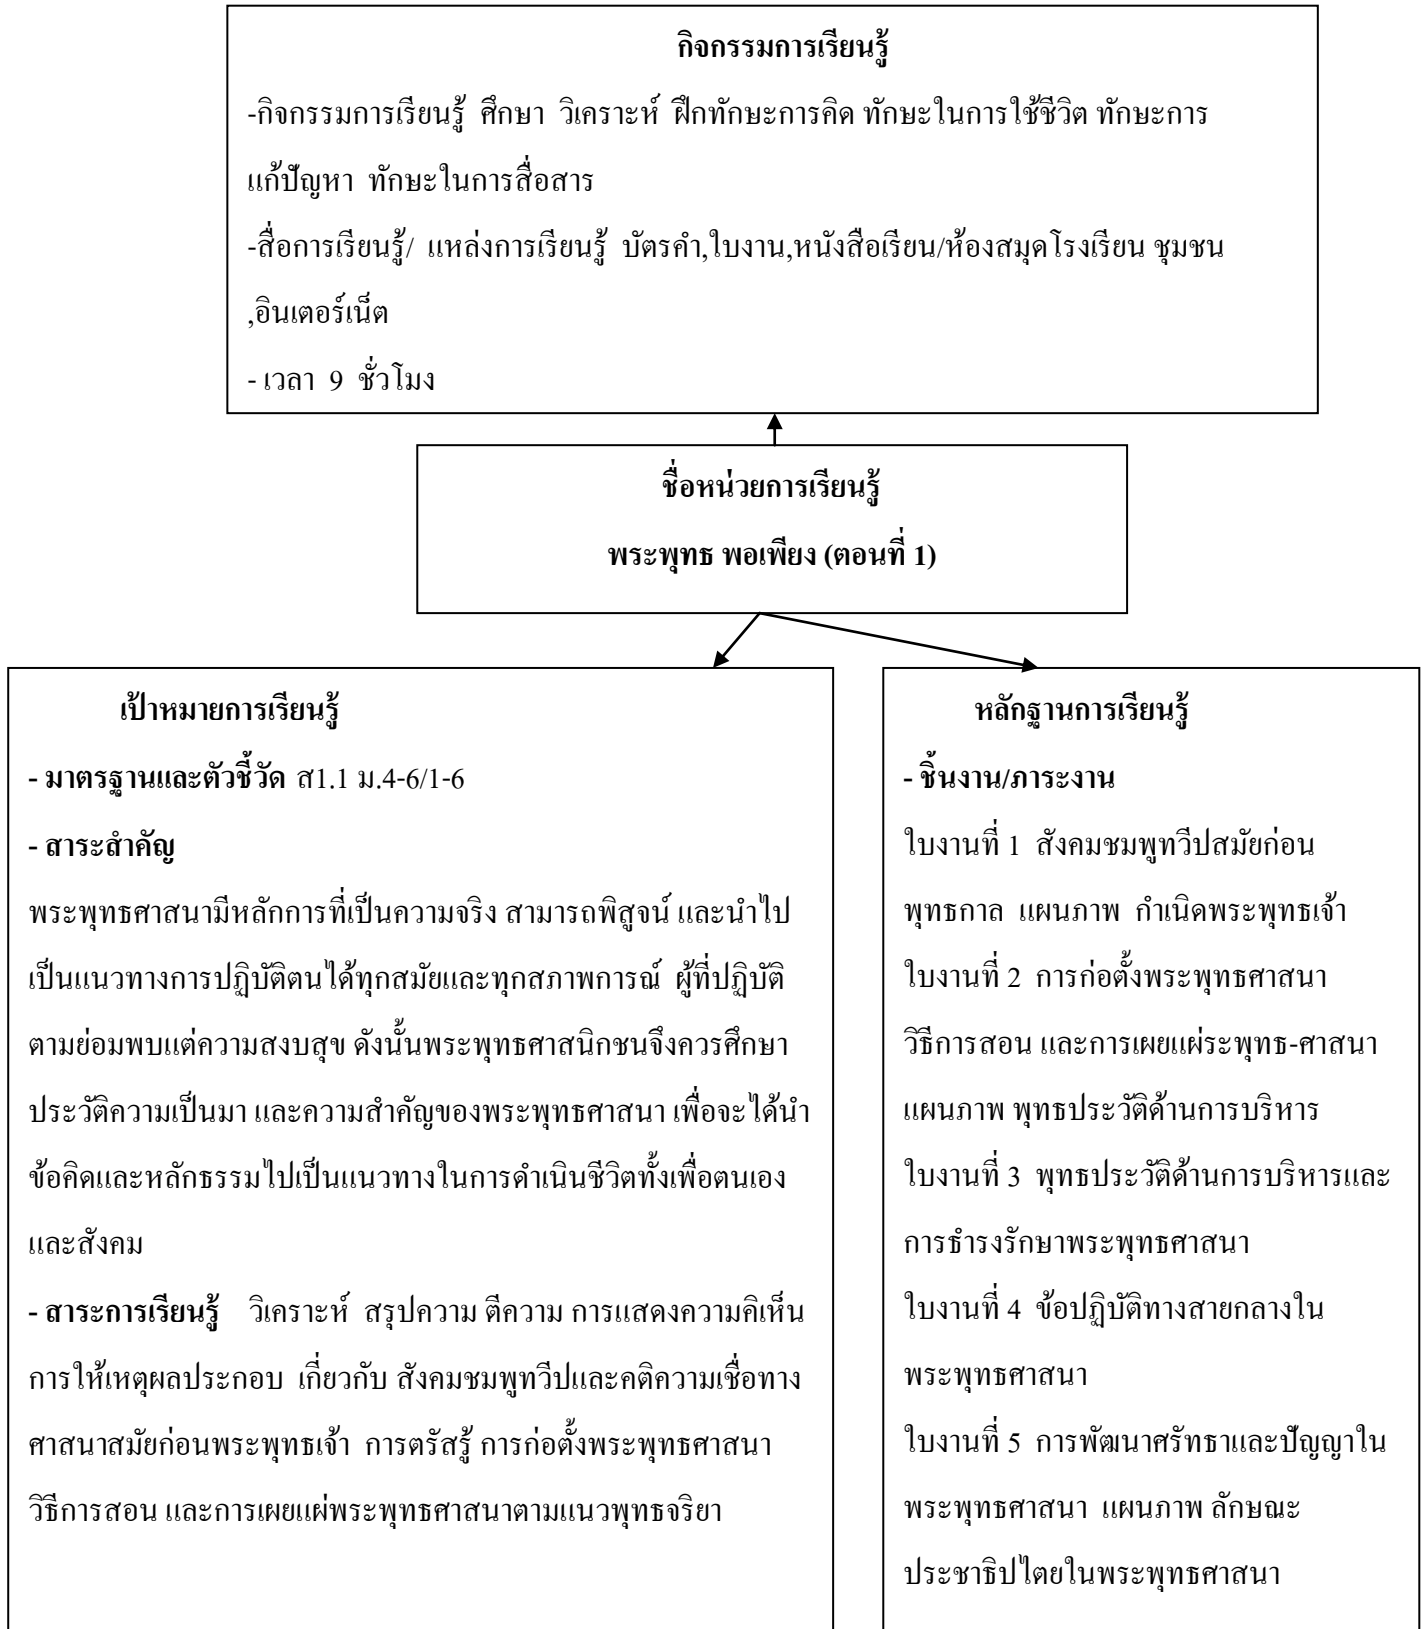 กิจกรรมการเรียนรู้
-กิจกรรมการเรียนรู้ ศึกษา วิเคราะห์ ฝึกทักษะการคิด ทักษะในการใช้ชีวิต ทักษะการ
แก้ปัญหา ทักษะในการสื่อสาร
-สื่อการเรียนรู้/ แหล่งการเรียนรู้ บัตรคำ,ใบงาน,หนังสือเรียน/ห้องสมุดโรงเรียน ชุมชน
,อินเตอร์เน็ต
- เวลา 9 ชั่วโมง
ชื่อหน่วยการเรียนรู้
พระพุทธ พอเพียง (ตอนที่ 1)
เป้าหมายการเรียนรู้
- มาตรฐานและตัวชี้วัด ส1.1 ม.4-6/1-6
- สาระสำคัญ
พระพุทธศาสนามีหลักการที่เป็นความจริง สามารถพิสูจน์ และนำไป
เป็นแนวทางการปฏิบัติตนได้ทุกสมัยและทุกสภาพการณ์ ผู้ที่ปฏิบัติ
ตามย่อมพบแต่ความสงบสุข ดังนั้นพระพุทธศาสนิกชนจึงควรศึกษา
ประวัติความเป็นมา และความสำคัญของพระพุทธศาสนา เพื่อจะได้นำ
ข้อคิดและหลักธรรมไปเป็นแนวทางในการดำเนินชีวิตทั้งเพื่อตนเอง
และสังคม
- สาระการเรียนรู้ วิเคราะห์ สรุปความ ตีความ การแสดงความคิเห็น
การให้เหตุผลประกอบ เกี่ยวกับ สังคมชมพูทวีปและคติความเชื่อทาง
ศาสนาสมัยก่อนพระพุทธเจ้า การตรัสรู้ การก่อตั้งพระพุทธศาสนา
วิธีการสอน และการเผยแผ่พระพุทธศาสนาตามแนวพุทธจริยา
หลักฐานการเรียนรู้
- ชิ้นงาน/ภาระงาน
ใบงานที่ 1 สังคมชมพูทวีปสมัยก่อน
พุทธกาล แผนภาพ กำเนิดพระพุทธเจ้า
ใบงานที่ 2 การก่อตั้งพระพุทธศาสนา
วิธีการสอน และการเผยแผ่ระพุทธ-ศาสนา
แผนภาพ พุทธประวัติด้านการบริหาร
ใบงานที่ 3 พุทธประวัติด้านการบริหารและ
การธำรงรักษาพระพุทธศาสนา
ใบงานที่ 4 ข้อปฏิบัติทางสายกลางใน
พระพุทธศาสนา
ใบงานที่ 5 การพัฒนาศรัทธาและปัญญาใน
พระพุทธศาสนา แผนภาพ ลักษณะ
ประชาธิปไตยในพระพุทธศาสนา